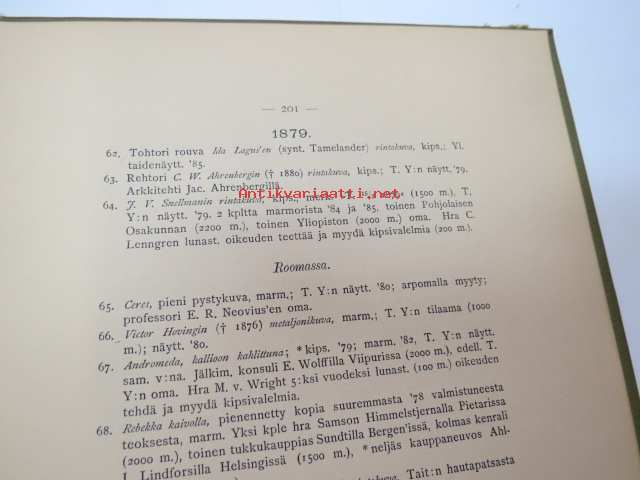 — 201 —
1879.
62. Tohtori rouva Ida Lagus'en (synt. Tamelander) rintakuva, kips.; Yl.
taidenäytt. '85.
63. Rehtori C. W. Ahrenbergin († 1880) rintakuva, kips.; T. Y:n näytt. '79.
Arkkitehti Jac. Ahrenbergillä.
Antikvariaatti.net
64. J. V. Snellmanin rintakuva, kips., (1500 m.), T.
Y:n näytt. '79. 2 kpltta marmorista '84 ja '85, toinen Pohjolaisen
Osakunnan (2200 m.), toinen Yliopiston (2000 m.) oma. Hra C.
Lenngren lunast. oikeuden teettää ja myydä kipsivalelmia (200 m.).
Roomassa.
65. Ceres, pieni pystykuva, marm.; T. Y:n näytt. '80; arpomalla myyty;
professori E. R. Neovius'en oma.
66. Victor Hovingin († 1876) metaljonikuva, marm.; T. Y:n tilaama (1000
m.); näytt. '80.
67. Andromeda, kallioon kahlittuna; *kips. '79; marm. '82, T. Y:n näytt.
sam. v:na. Jälkim. konsuli E. Wolffilla Viipurissa (2000 m.), edell. T.
Y:n oma. Hra M. v. Wright 5:ksi vuodeksi lunast. (100 m.) oikeuden
tehdä ja myydä kipsivalelmia.
68. Rebekka kaivolla, pienennetty kopia suuremmasta '78 valmistuneesta
teoksesta, marm. Yksi kple hra Samson Himmelstjernalla Pietarissa
(2000 m.), toinen tukkukauppias Sundtilla Bergen'issä, kolmas kenrali
J. Lindforsilla Helsingissä (1500 m.), *neljäs kauppaneuvos Ahl-
Tait:n hautapatsasta